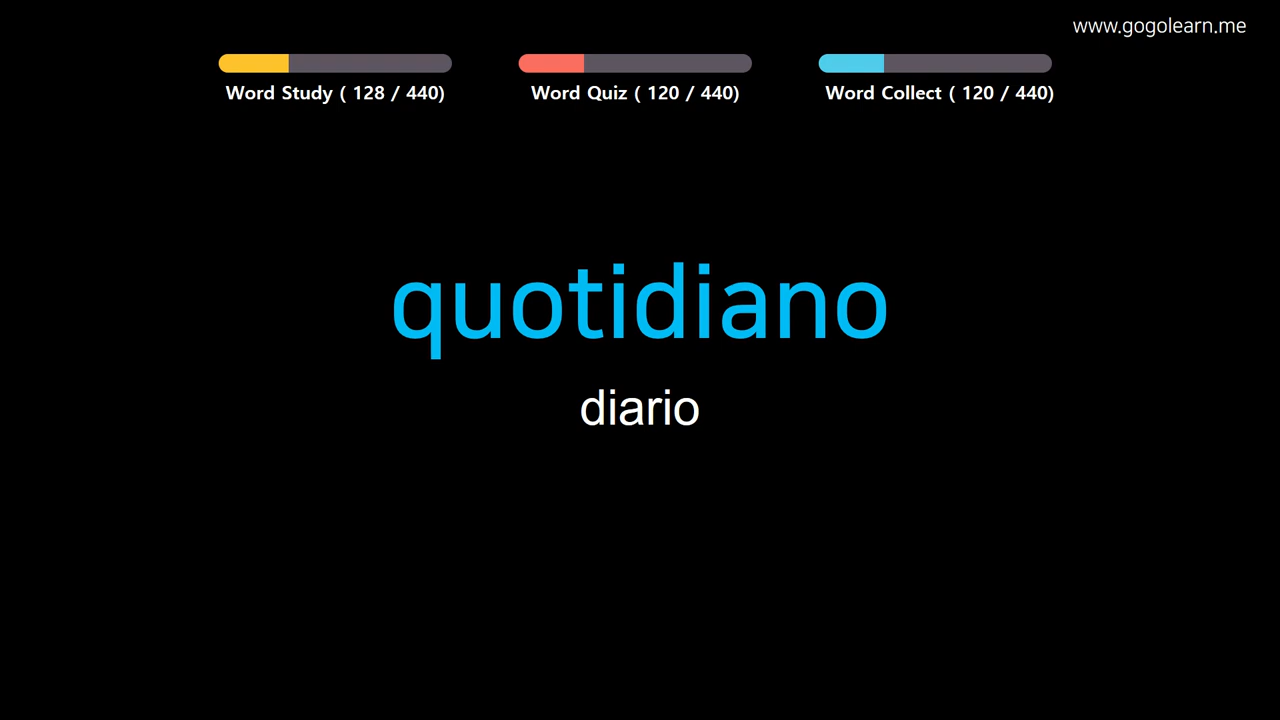 www.gogolearn.me
Word Study ( 128 / 440)
Word Quiz ( 120 / 440)
Word Collect ( 120 / 440)
quotidiano
diario